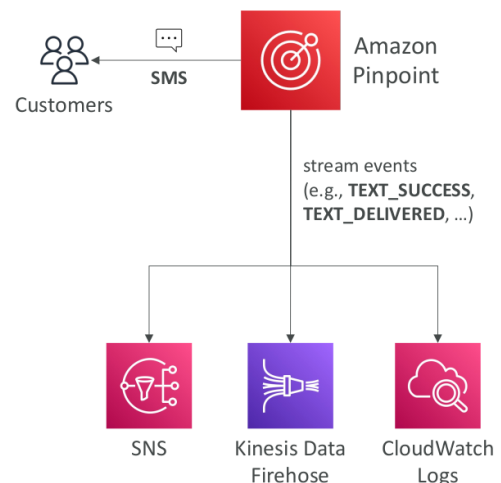 Amazon
Pinpoint
SMS
Customers
stream events
(e.g., TEXT_SUCCESS,
TEXT_DELIVERED, …)
SNS
Kinesis Data
Firehose
CloudWatch
Logs